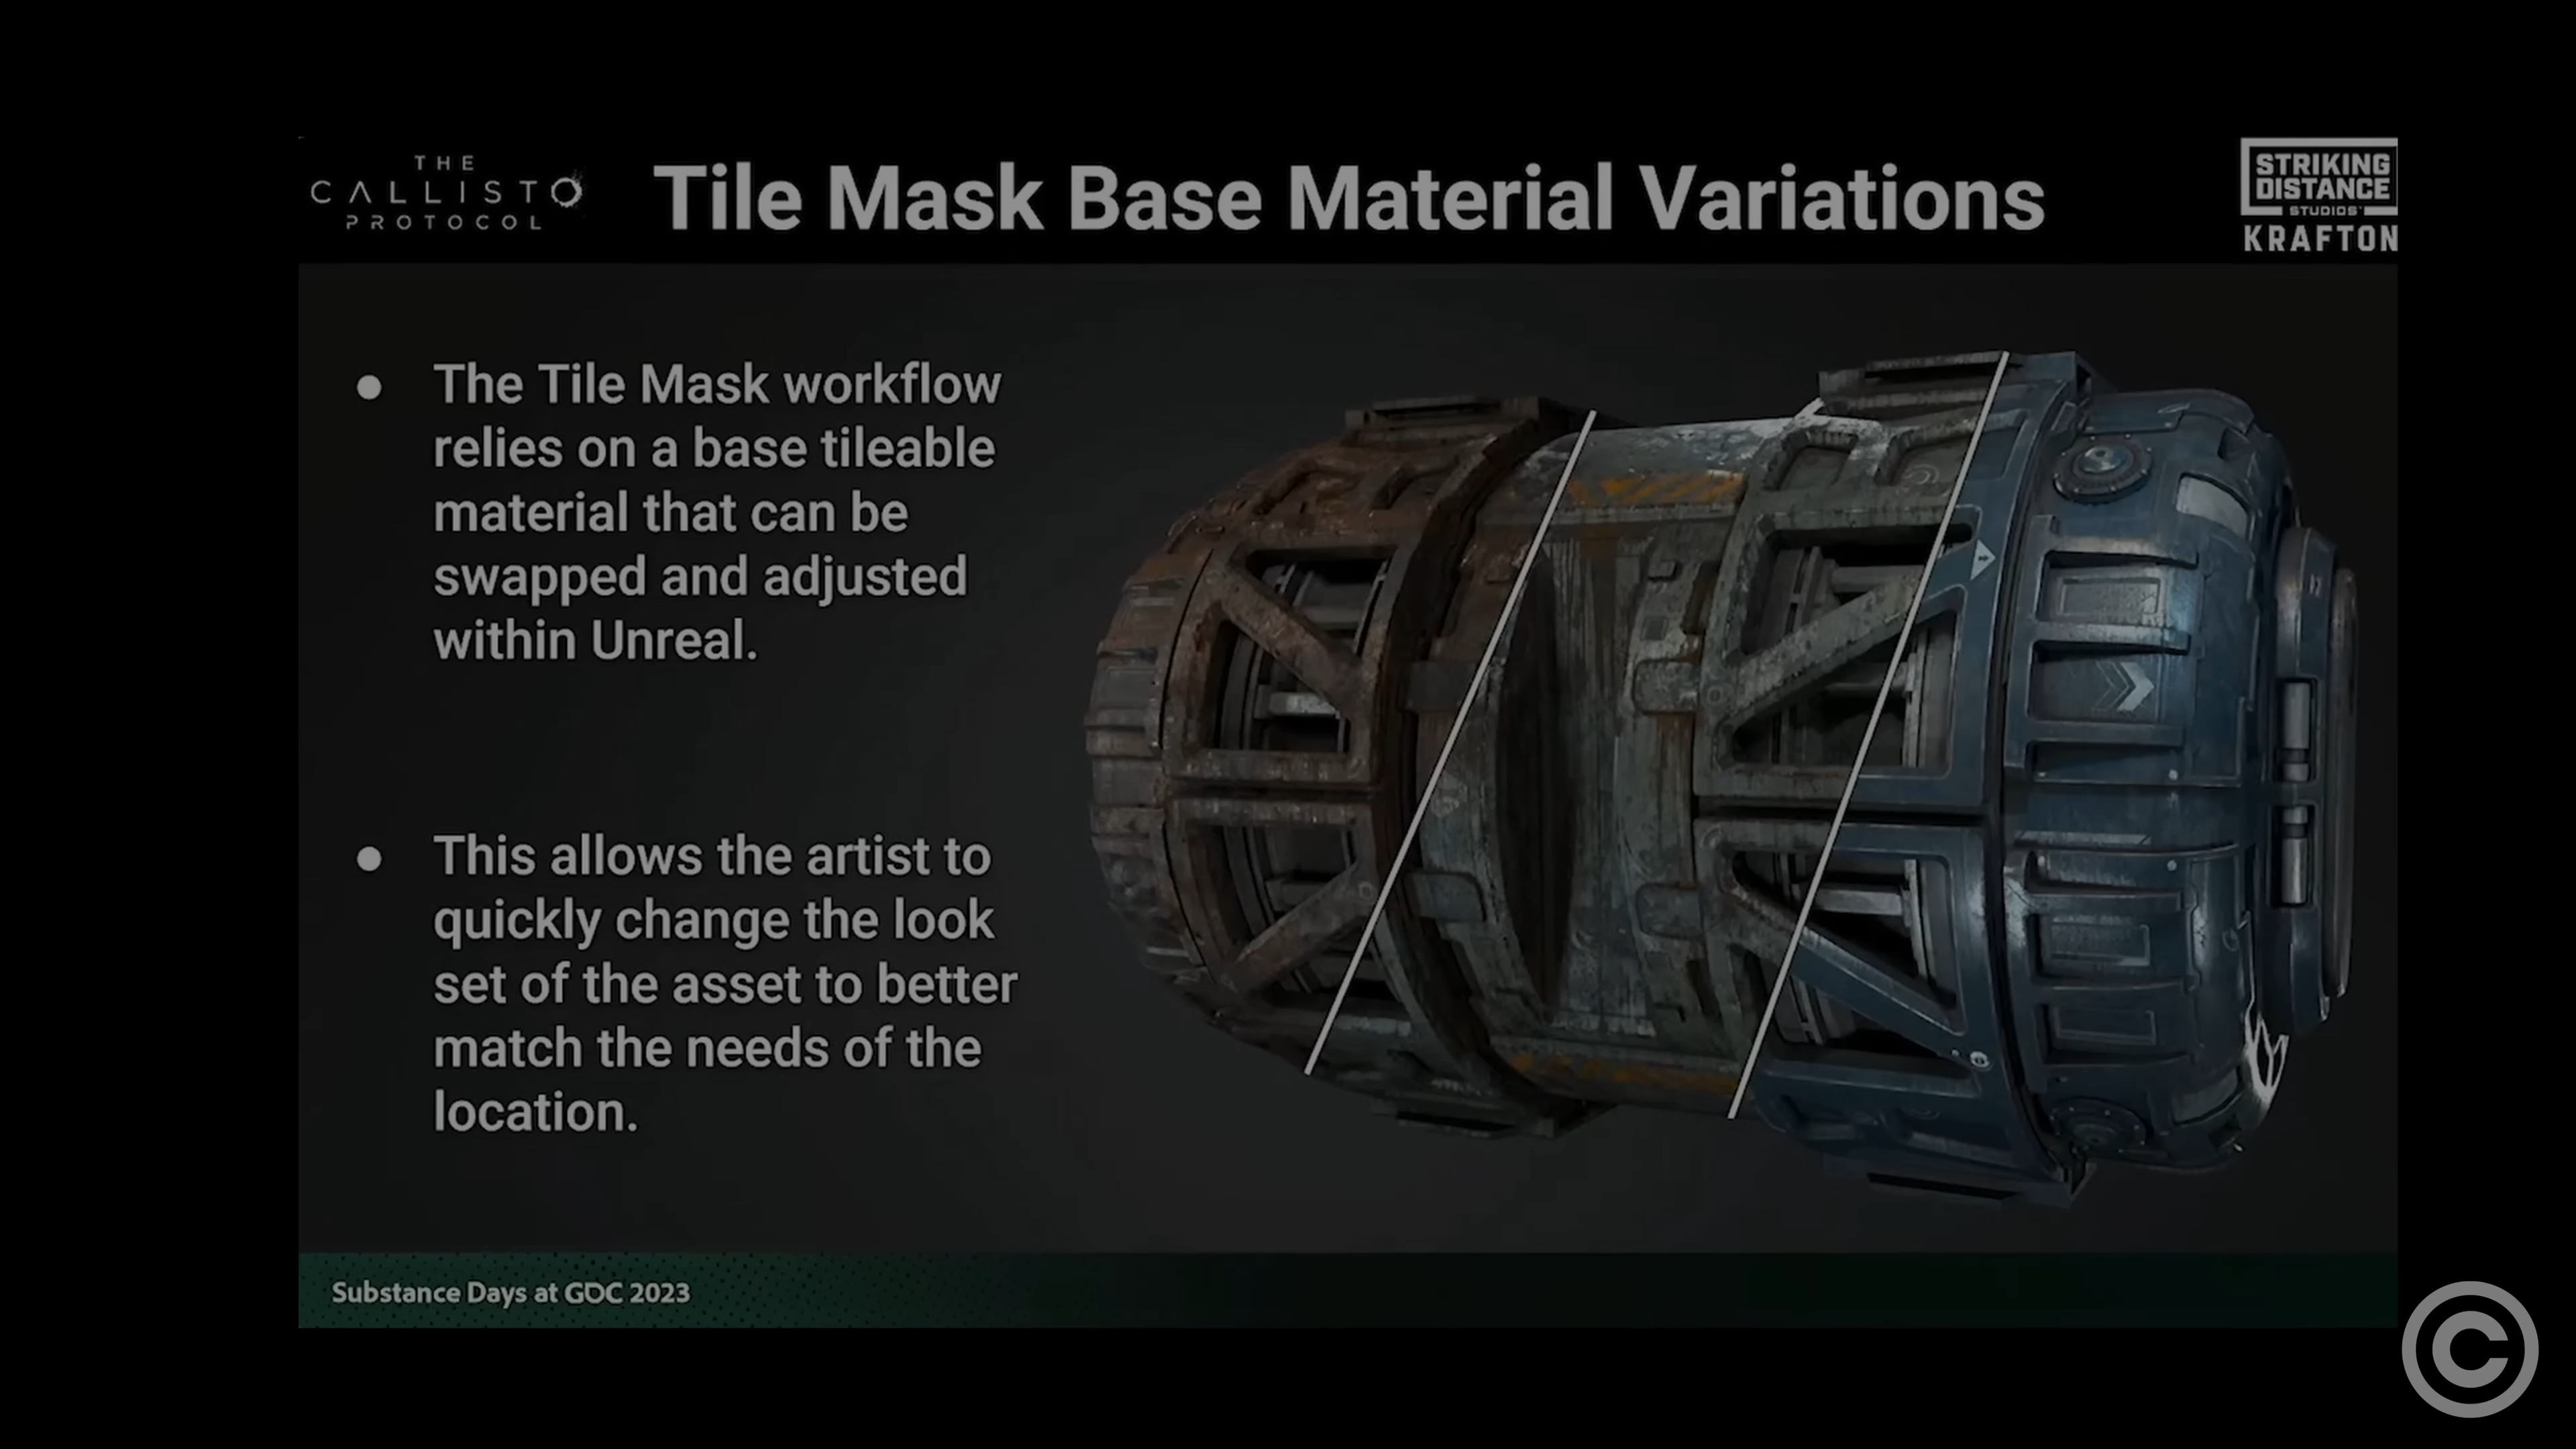 THE
CALLISTO
PROTOCOL
Tile Mask Base Material Variations
STRIKING
DISTANCE
STUDIOS
KRAFTON
● The Tile Mask workflow
relies on a base tileable
material that can be
swapped and adjusted
within Unreal.
● This allows the artist to
quickly change the look
set of the asset to better
match the needs of the
location.
Substance Days at GDC 2023
©